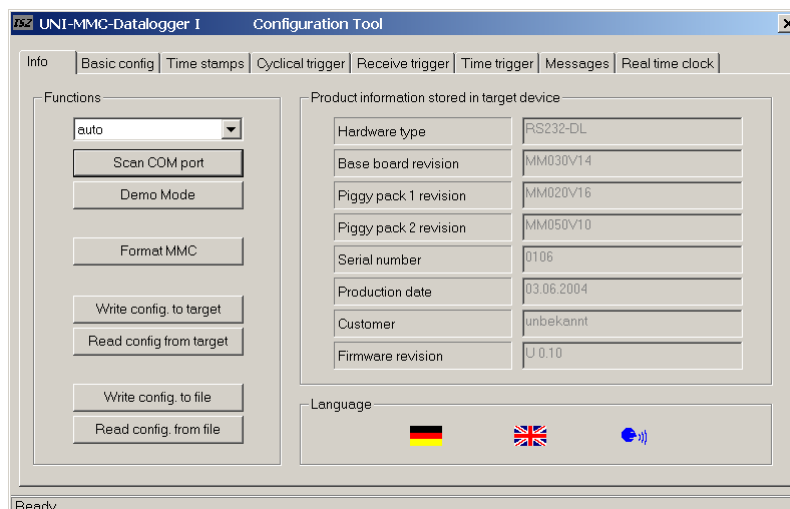 ISZ UNI-MMC-Datalogger I Configuration Tool
Info Basic config Time stamps Cyclical trigger Receive trigger Time trigger Messages Real time clock
Functions
auto
Scan COM port
Demo Mode
Format MMC
Write config. to target
Read config from target
Write config. to file
Read config. from file
Product information stored in target device
Hardware type RS232-DL
Base board revision MM030V14
Piggy pack 1 revision MM020V16
Piggy pack 2 revision MM050V10
Serial number 0106
Production date 03.06.2004
Customer unbekannt
Firmware revision U 0.10
Language
Ready